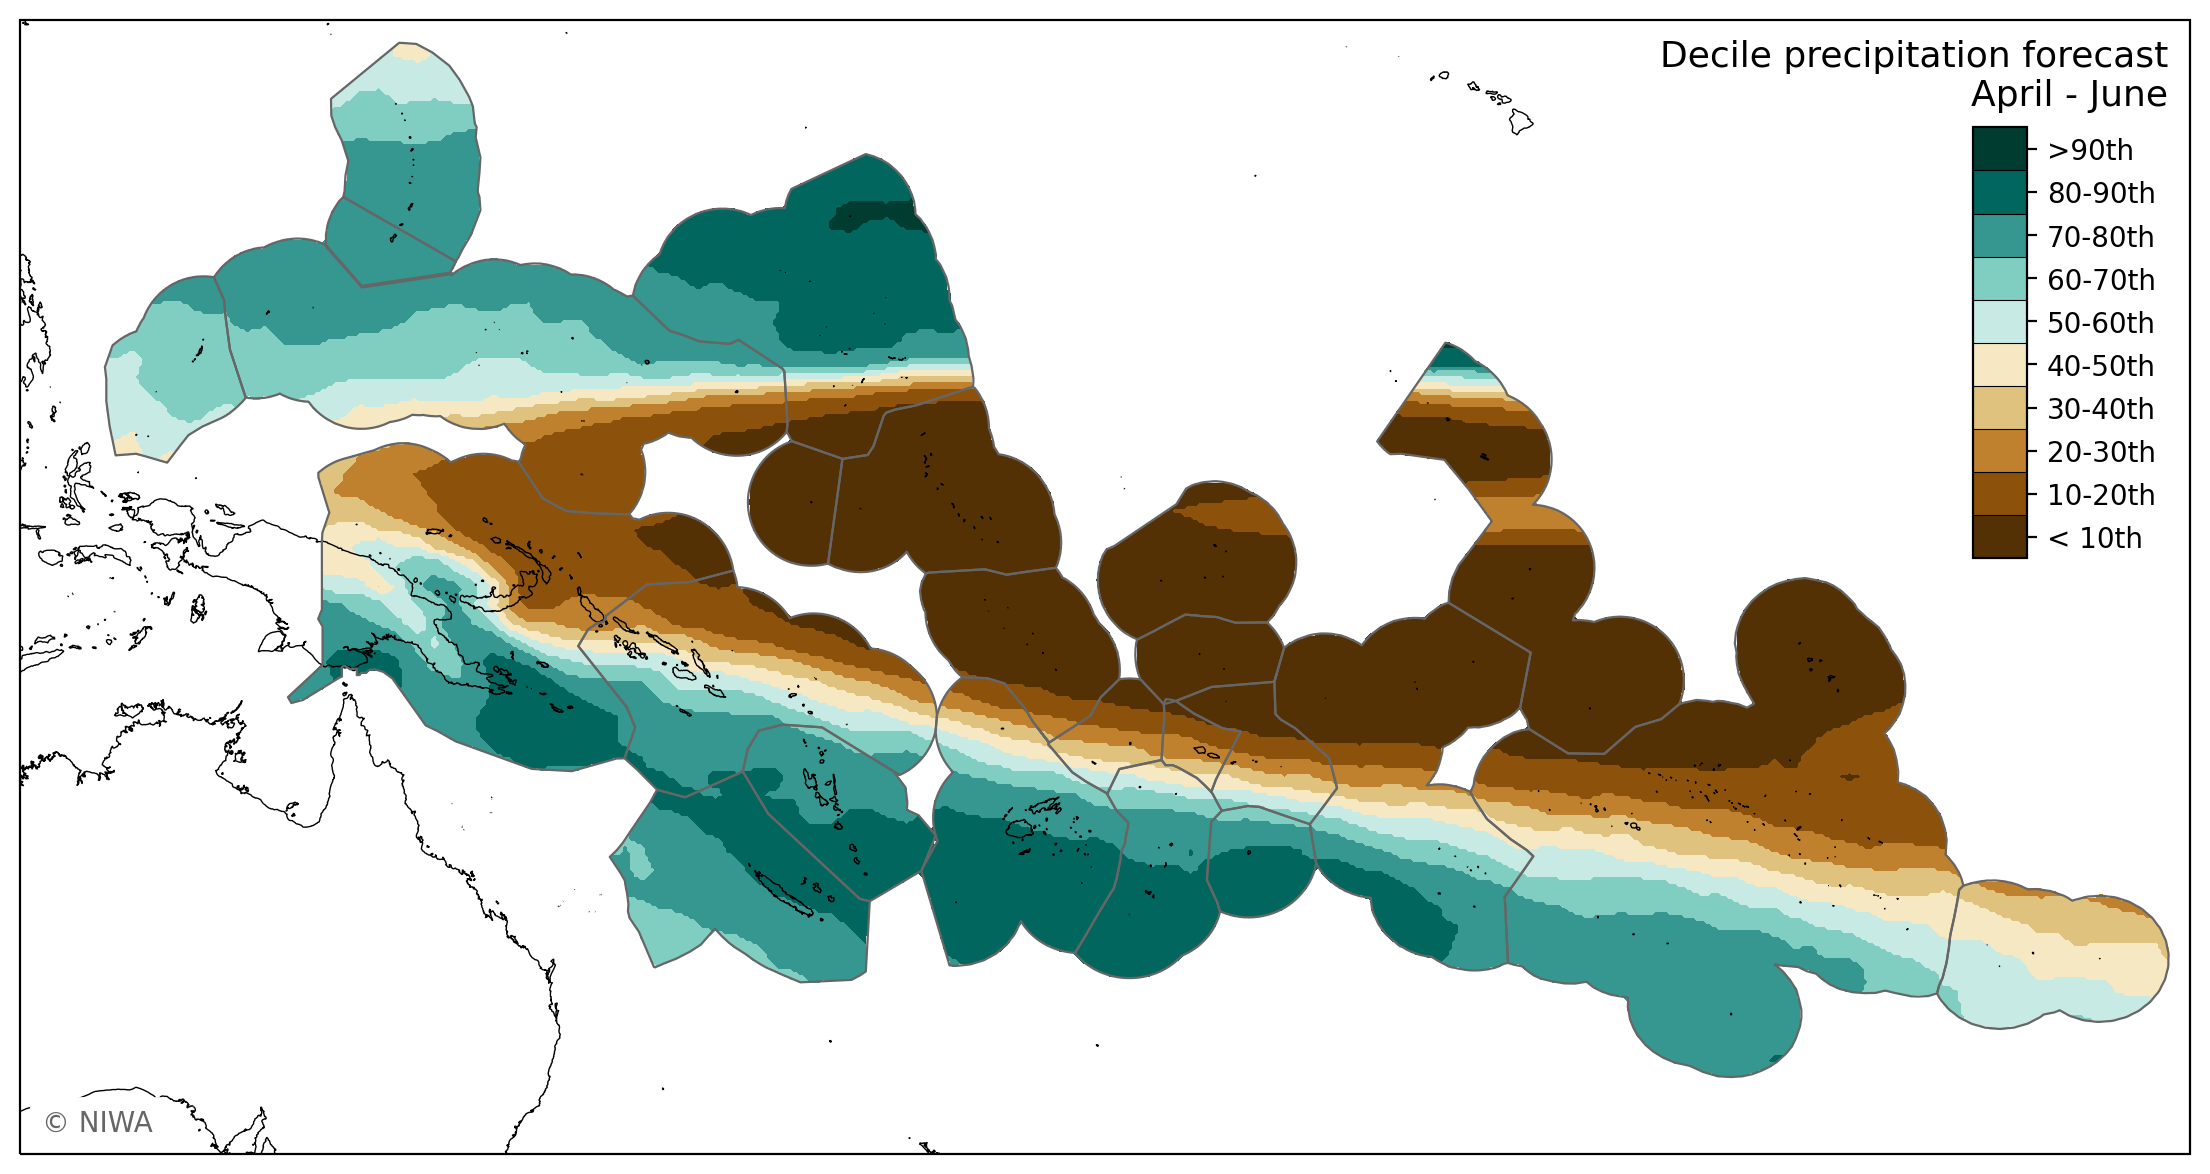 Decile precipitation forecast
April - June
>90th
80-90th
70-80th
60-70th
50-60th
40-50th
30-40th
20-30th
10-20th
< 10th
© NIWA